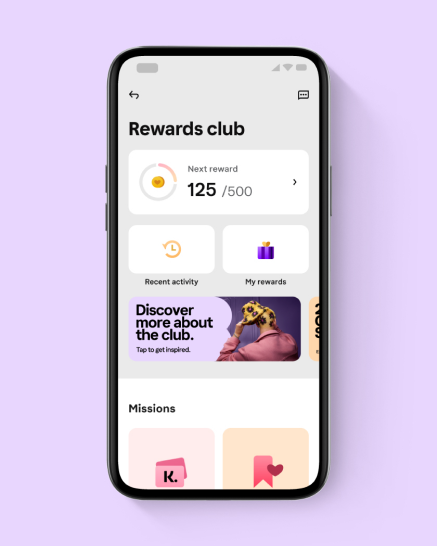 Rewards club
Next reward
125 /500
Recent activity
My rewards
Discover
more about
the club.
Tap to get inspired.
Missions
K.